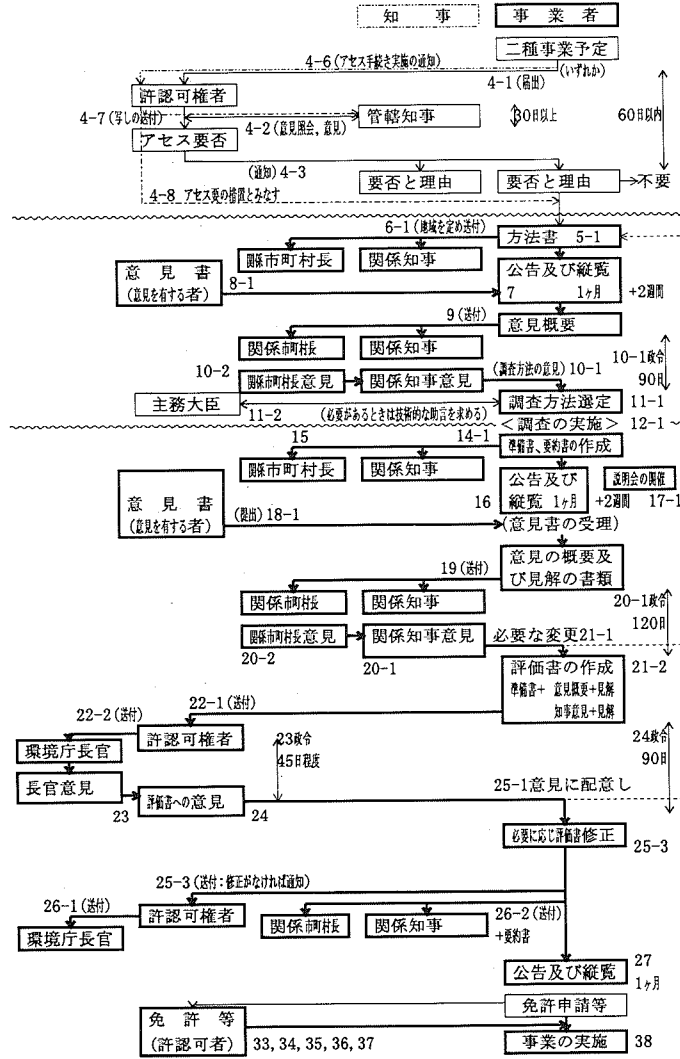 知　事
事　業　者
二種事業予定
4-6（アセス手続き実施の通知）
（いずれか）
4-1（届出）
許認可権者
4-7（写しの送付）
4-2（意見照会，意見）
管轄知事
30日以上
60日以内
アセス要否
（通知）4-3
要否と理由
要否と理由
不要
4-8　アセス要の措置とみなす
6-1（地域を定め送付）
方法書　5-1
関係市町村長
関係知事
意　見　書
（意見を有する者）
8-1
公告及び縦覧
7　　1ヶ月
+2週間
9（送付）
意見概要
関係市町村長
関係知事
10-1政令
90日
10-2
関係市町村長意見
関係知事意見
（調査方法の意見）10-1
主務大臣
11-2
（必要があるときは技術的な助言を求める）
調査方法選定
11-1
＜調査の実施＞
12-1
15
14-1
準備書、要約書の作成
関係市町村長
関係知事
公告及び
縦覧　1ヶ月
16
+2週間
説明会の開催
17-1
意　見　書
（意見を有する者）
（提出）18-1
（意見書の受理）
19（送付）
意見の概要及
び見解の書類
関係市町村長
関係知事
20-1政令
120日
関係市町村長意見
関係知事意見
必要な変更21-1
20-2
20-1
評価書の作成
準備書+　意見概要+見解
知事意見+見解
21-2
22-1（送付）
22-2（送付）
許認可権者
環境庁長官
23政令
45日程度
24政令
90日
長官意見
23
評価書への意見
24
25-1意見に配意し
必要に応じ評価書修正
25-3
25-3（送付：修正がなければ通知）
26-1（送付）
許認可権者
関係市町村長
関係知事
26-2（送付）
+要約書
環境庁長官
公告及び縦覧
27
1ヶ月
免許申請等
免　許　等
（許認可者）
33, 34, 35, 36, 37
事業の実施
38